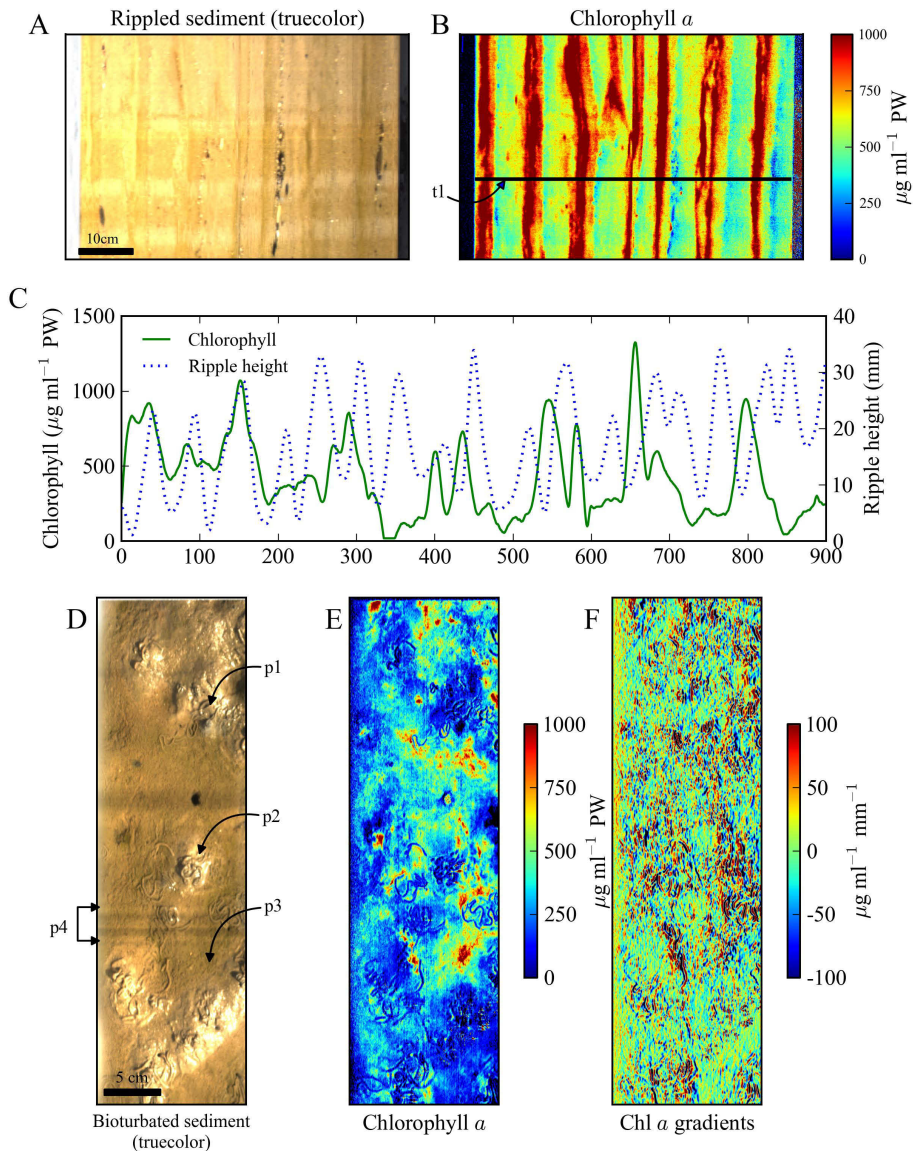 A
Rippled sediment (truecolor)
10cm
B
Chlorophyll a
t1
1000
750
500
250
0
µg ml⁻¹ PW
C
1500
1000
500
0
Chlorophyll (µg ml⁻¹ PW)
Chlorophyll
Ripple height
40
30
20
10
0
Ripple height (mm)
0 100 200 300 400 500 600 700 800 900
D
p1
p2
p3
p4
5 cm
Bioturbated sediment
(truecolor)
E
1000
750
500
250
0
µg ml⁻¹ PW
Chlorophyll a
F
100
50
0
-50
-100
µg ml⁻¹ mm⁻¹
Chl a gradients